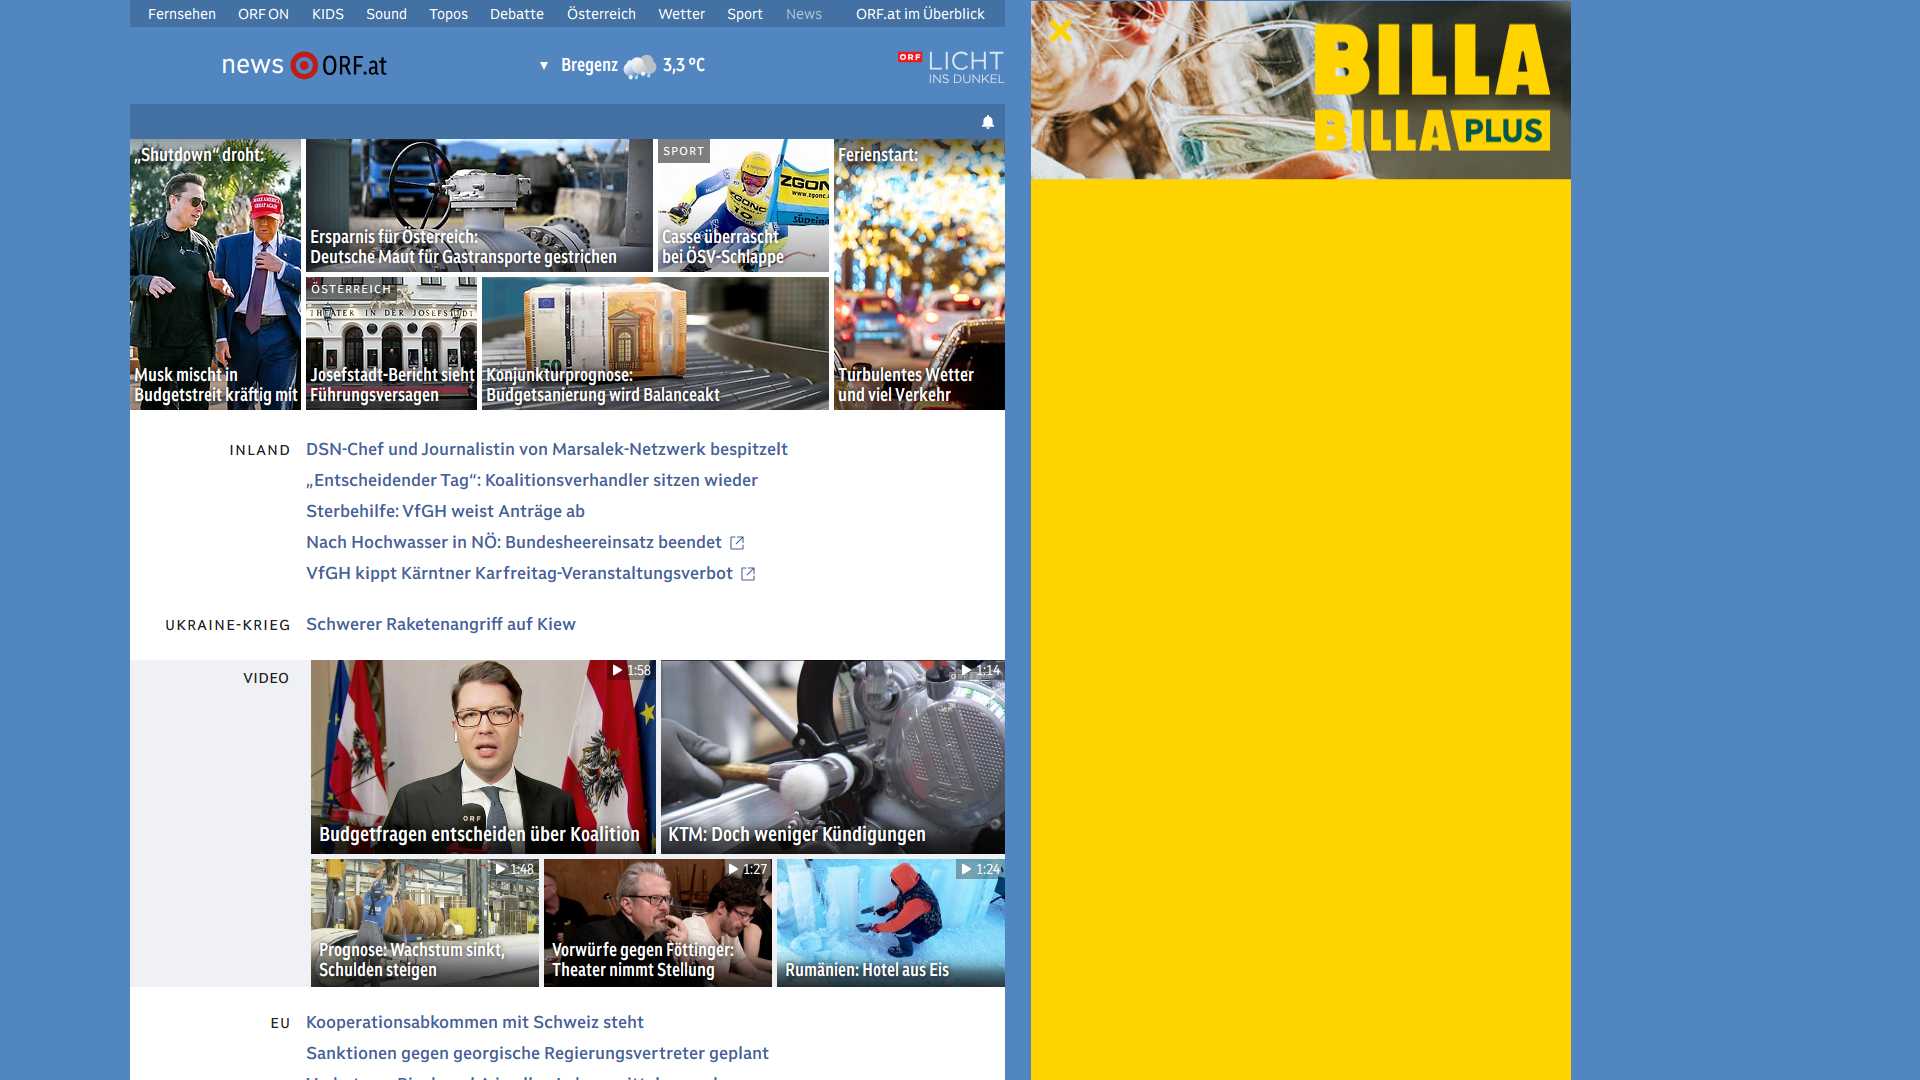 Fernsehen ORF ON KIDS Sound Topos Debatte Österreich Wetter Sport News ORF.at im Überblick
news ORF.at
Bregenz 3,3 °C
ORF LICHT
INS DUNKEL
BILLA
BILLA PLUS
„Shutdown“ droht:
Musk mischt in
Budgetstreit kräftig mit
Ersparnis für Österreich:
Deutsche Maut für Gastransporte gestrichen
SPORT
ZGONC
Casse überrascht
bei ÖSV-Schlappe
Ferienstart:
Turbulentes Wetter
und viel Verkehr
ÖSTERREICH
THEATER IN DER JOSEFSTADT
Josefstadt-Bericht sieht
Führungsversagen
50
Konjunkturprognose:
Budgetsanierung wird Balanceakt
INLAND
DSN-Chef und Journalistin von Marsalek-Netzwerk bespitzelt
„Entscheidender Tag“: Koalitionsverhandler sitzen wieder
Sterbehilfe: VfGH weist Anträge ab
Nach Hochwasser in NÖ: Bundesheereinsatz beendet
VfGH kippt Kärntner Karfreitag-Veranstaltungsverbot
UKRAINE-KRIEG
Schwerer Raketenangriff auf Kiew
VIDEO
1:58
ORF
Budgetfragen entscheiden über Koalition
1:14
KTM: Doch weniger Kündigungen
1:48
Prognose: Wachstum sinkt,
Schulden steigen
1:27
Vorwürfe gegen Föttinger:
Theater nimmt Stellung
1:24
Rumänien: Hotel aus Eis
EU
Kooperationsabkommen mit Schweiz steht
Sanktionen gegen georgische Regierungsvertreter geplant